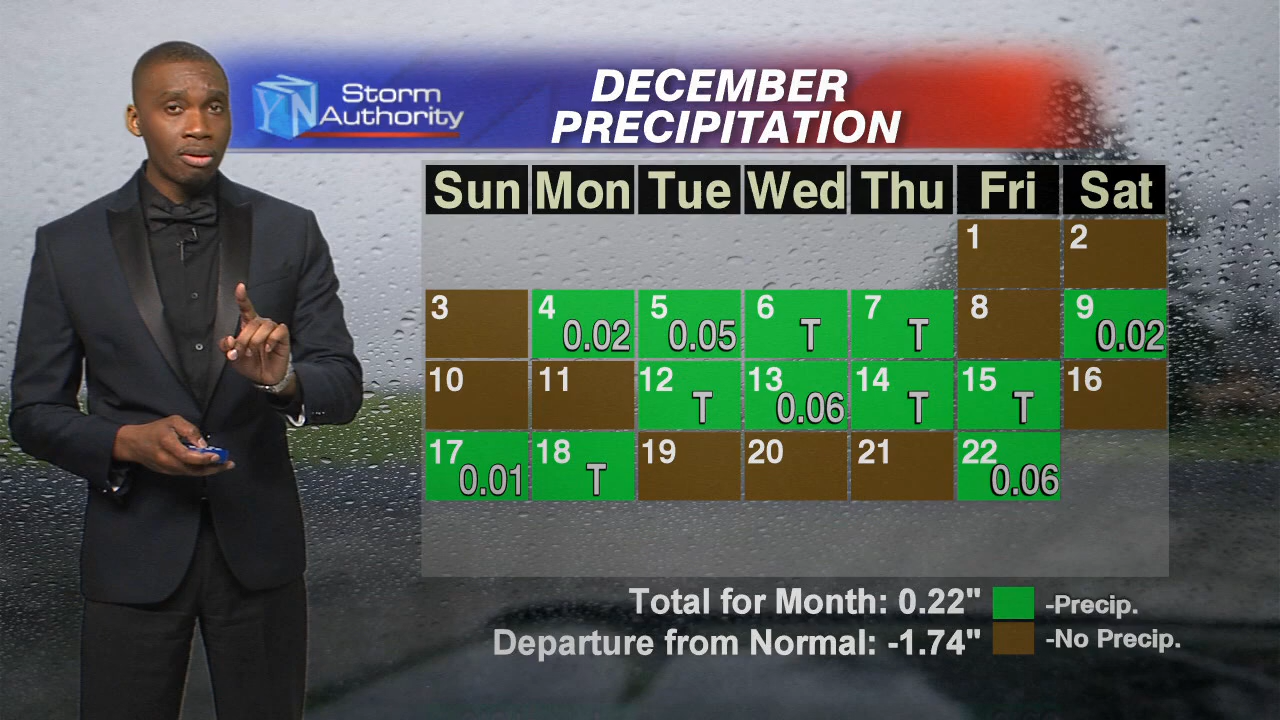 YNN
Storm
Authority
DECEMBER
PRECIPITATION
Sun Mon Tue Wed Thu Fri Sat
1 2
3 4 0.02 5 0.05 6 T 7 T 8 9 0.02
10 11 12 T 13 0.06 14 T 15 T 16
17 0.01 18 T 19 20 21 22 0.06
Total for Month: 0.22" -Precip.
Departure from Normal: -1.74" -No Precip.